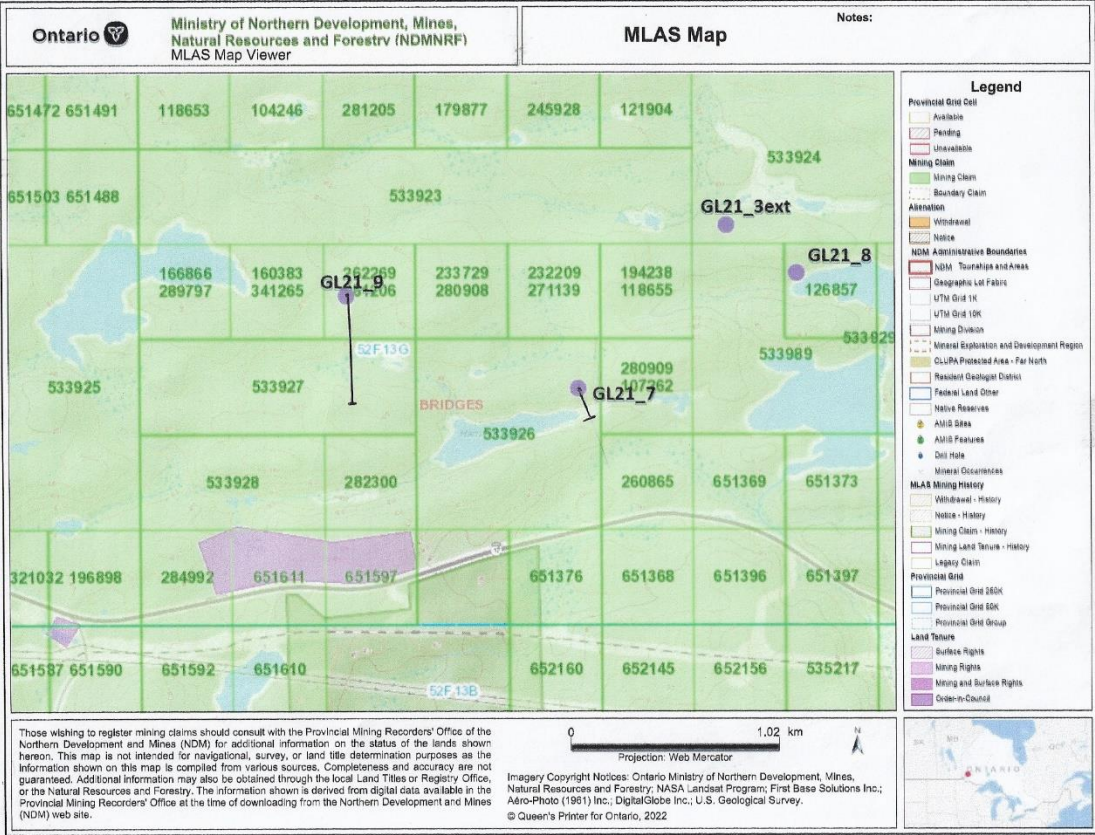 Ontario
Ministry of Northern Development, Mines,
Natural Resources and Forestry (NDMNRF)
MLAS Map Viewer
MLAS Map
Notes:
651472 651491 118653 104246 281205 179877 245928 121904
533924
651503 651488 533923
GL21_3ext
GL21_8
166866 160383 262269 233729 232209 194238
GL21_9
289797 341265 280908 271139 118655 126857
533929
52F,13G
533989
280909
533925 533927
107262
GL21_7
BRIDGES
533926
533928 282300 260865 651369 651373
321032 196898 284992 651611 651597 651376 651368 651396 651397
651587 651590 651592 651610 652160 652145 652156 535217
52F,13B
Legend
Provincial Grid Cell
Available
Pending
Unavailable
Mining Claim
Mining Claim
Boundary Claim
Alienation
Withdrawal
Notice
NDM Administrative Boundaries
NDM Townships and Areas
Geographic Lot Fabric
UTM Grid 1K
UTM Grid 10K
Mining Division
Mineral Exploration and Development Region
CLUPA Protected Area - Far North
Resident Geologist District
Federal Land Other
Native Reserves
AMIS Sites
AMIS Features
Drill Hole
Mineral Occurrences
MLAS Mining History
Withdrawal - History
Notice - History
Mining Claim - History
Mining Land Tenure - History
Legacy Claim
Provincial Grid
Provincial Grid 250K
Provincial Grid 50K
Provincial Grid Group
Land Tenure
Surface Rights
Mining Rights
Mining and Surface Rights
Order-in-Council
Those wishing to register mining claims should consult with the Provincial Mining Recorders' Office of the
Northern Development and Mines (NDM) for additional information on the status of the lands shown
hereon. This map is not intended for navigational, survey, or land title determination purposes as the
information shown on this map is compiled from various sources. Completeness and accuracy are not
guaranteed. Additional information may also be obtained through the local Land Titles or Registry Office,
or the Natural Resources and Forestry. The information shown is derived from digital data available in the
Provincial Mining Recorders' Office at the time of downloading from the Northern Development and Mines
(NDM) web site.
0 1.02 km
Projection: Web Mercator
N
Imagery Copyright Notices: Ontario Ministry of Northern Development, Mines,
Natural Resources and Forestry; NASA Landsat Program; First Base Solutions Inc.;
Aéro-Photo (1961) Inc.; DigitalGlobe Inc.; U.S. Geological Survey.
© Queen's Printer for Ontario, 2022
ONTARIO